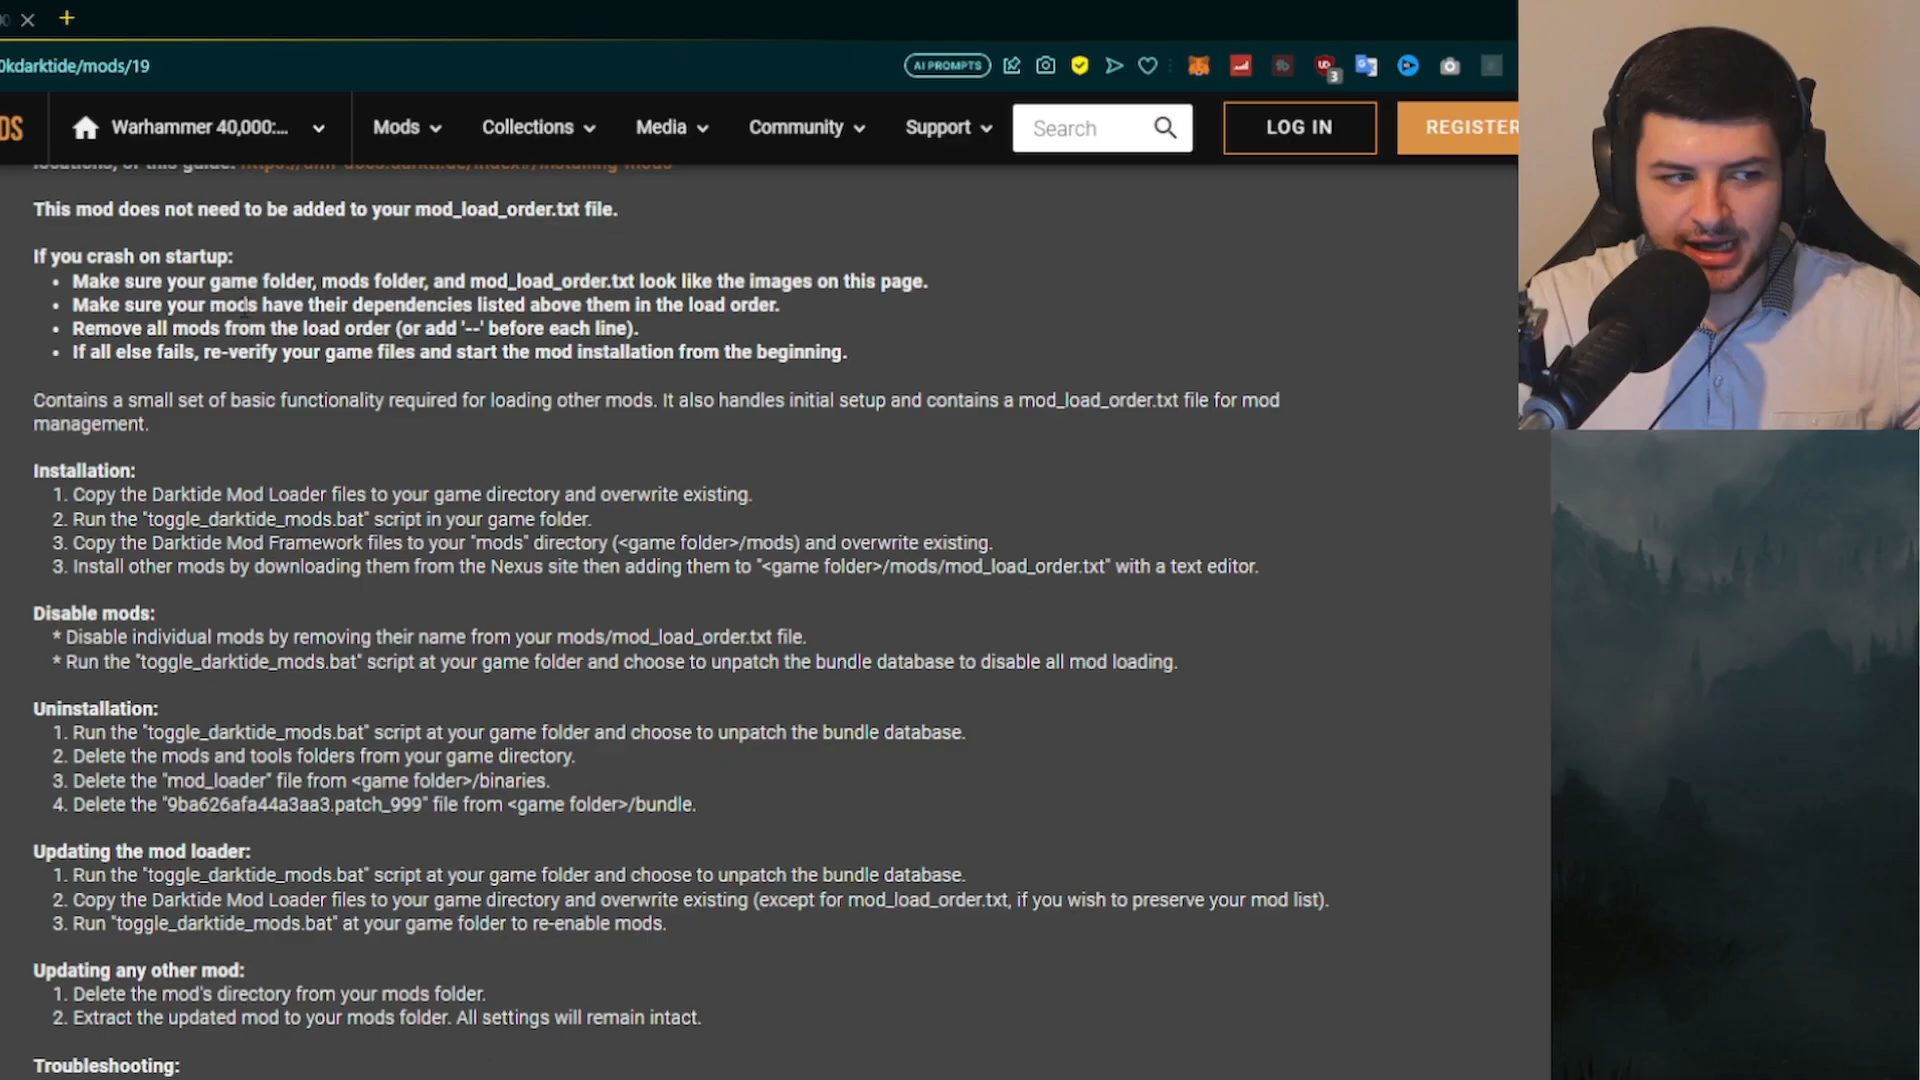 0kdarktide/mods/19
AI PROMPTS
3
DS
Warhammer 40,000:...
Mods
Collections
Media
Community
Support
Search
LOG IN
REGISTER
This mod does not need to be added to your mod_load_order.txt file.
If you crash on startup:
• Make sure your game folder, mods folder, and mod_load_order.txt look like the images on this page.
• Make sure your mods have their dependencies listed above them in the load order.
• Remove all mods from the load order (or add '--' before each line).
• If all else fails, re-verify your game files and start the mod installation from the beginning.
Contains a small set of basic functionality required for loading other mods. It also handles initial setup and contains a mod_load_order.txt file for mod
management.
Installation:
1. Copy the Darktide Mod Loader files to your game directory and overwrite existing.
2. Run the "toggle_darktide_mods.bat" script in your game folder.
3. Copy the Darktide Mod Framework files to your "mods" directory (<game folder>/mods) and overwrite existing.
3. Install other mods by downloading them from the Nexus site then adding them to "<game folder>/mods/mod_load_order.txt" with a text editor.
Disable mods:
* Disable individual mods by removing their name from your mods/mod_load_order.txt file.
* Run the "toggle_darktide_mods.bat" script at your game folder and choose to unpatch the bundle database to disable all mod loading.
Uninstallation:
1. Run the "toggle_darktide_mods.bat" script at your game folder and choose to unpatch the bundle database.
2. Delete the mods and tools folders from your game directory.
3. Delete the "mod_loader" file from <game folder>/binaries.
4. Delete the "9ba626afa44a3aa3.patch_999" file from <game folder>/bundle.
Updating the mod loader:
1. Run the "toggle_darktide_mods.bat" script at your game folder and choose to unpatch the bundle database.
2. Copy the Darktide Mod Loader files to your game directory and overwrite existing (except for mod_load_order.txt, if you wish to preserve your mod list).
3. Run "toggle_darktide_mods.bat" at your game folder to re-enable mods.
Updating any other mod:
1. Delete the mod's directory from your mods folder.
2. Extract the updated mod to your mods folder. All settings will remain intact.
Troubleshooting: